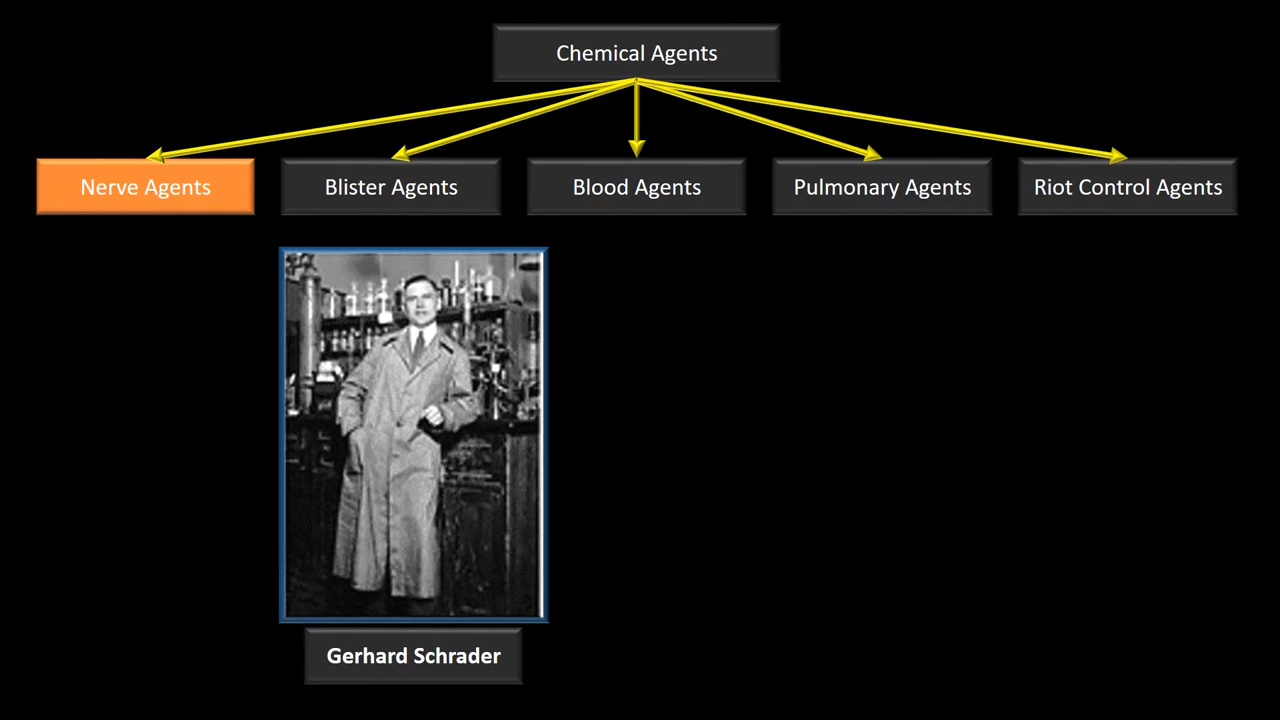 Chemical Agents
Nerve Agents
Blister Agents
Blood Agents
Pulmonary Agents
Riot Control Agents
Gerhard Schrader